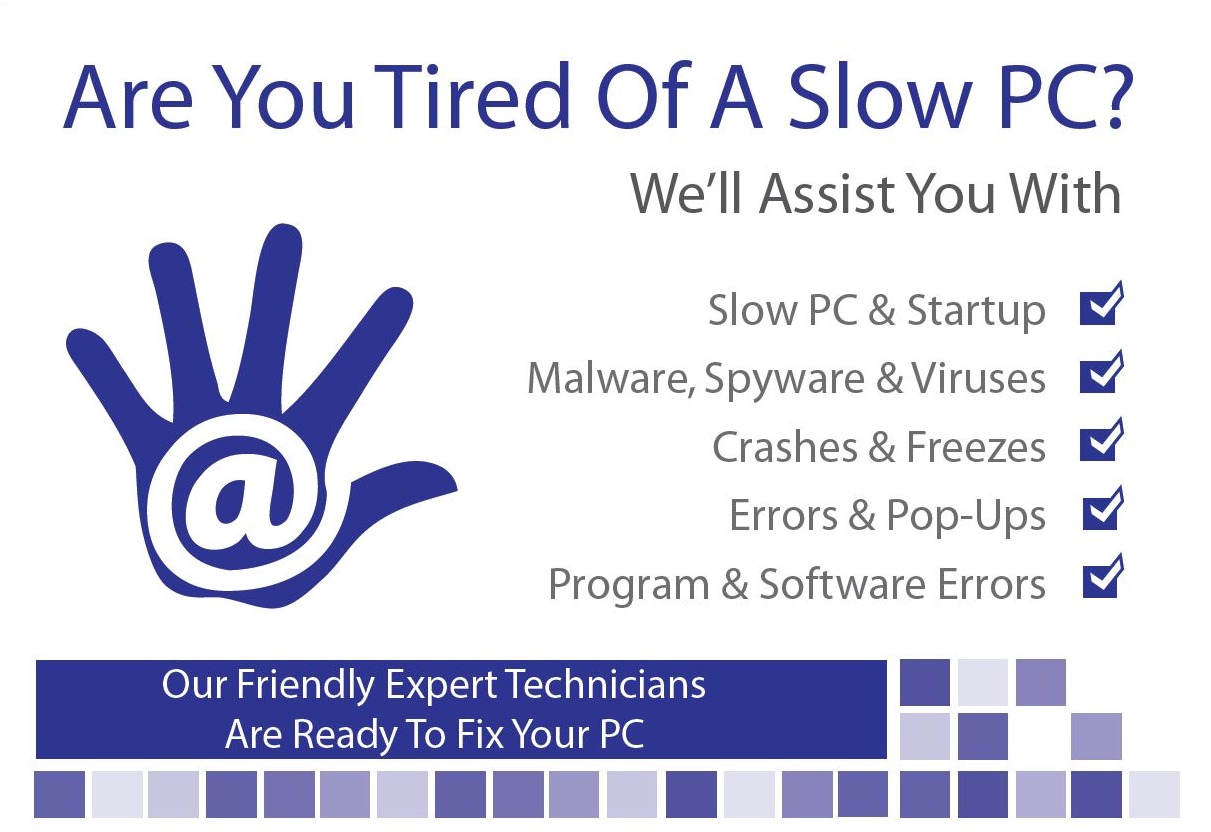 Are You Tired Of A Slow PC?
We’ll Assist You With
Slow PC & Startup
Malware, Spyware & Viruses
Crashes & Freezes
Errors & Pop-Ups
Program & Software Errors
@
Our Friendly Expert Technicians
Are Ready To Fix Your PC